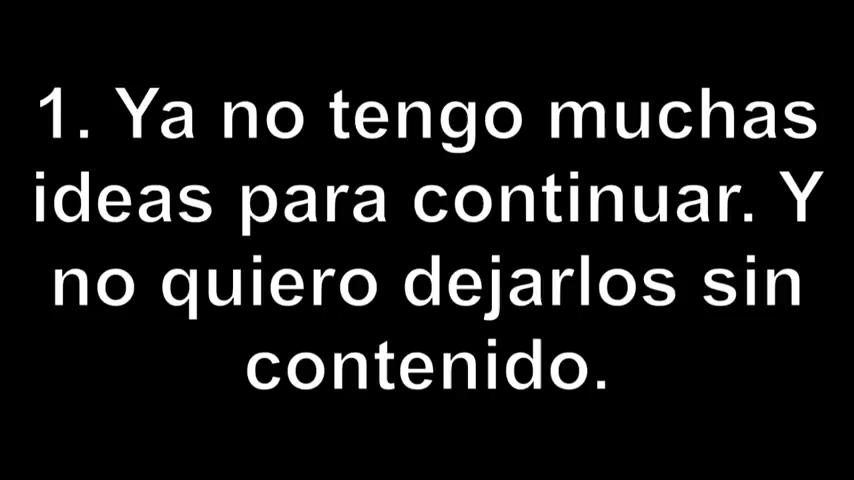 1. Ya no tengo muchas
ideas para continuar. Y
no quiero dejarlos sin
contenido.